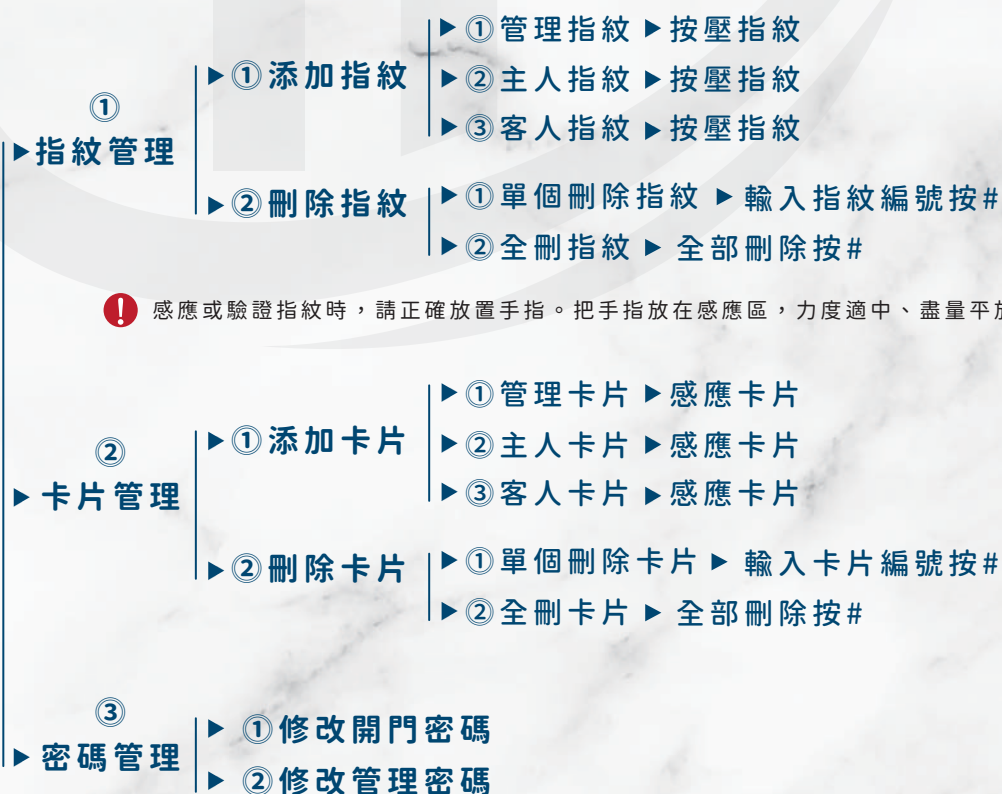 ①
▶指紋管理
▶①添加指紋
▶①管理指紋▶按壓指紋
▶②主人指紋▶按壓指紋
▶③客人指紋▶按壓指紋
▶②刪除指紋
▶①單個刪除指紋▶輸入指紋編號按#
▶②全刪指紋▶全部刪除按#
感應或驗證指紋時，請正確放置手指。把手指放在感應區，力度適中、盡量平放
②
▶卡片管理
▶①添加卡片
▶①管理卡片▶感應卡片
▶②主人卡片▶感應卡片
▶③客人卡片▶感應卡片
▶②刪除卡片
▶①單個刪除卡片▶輸入卡片編號按#
▶②全刪卡片▶全部刪除按#
③
▶密碼管理
▶①修改開門密碼
▶②修改管理密碼